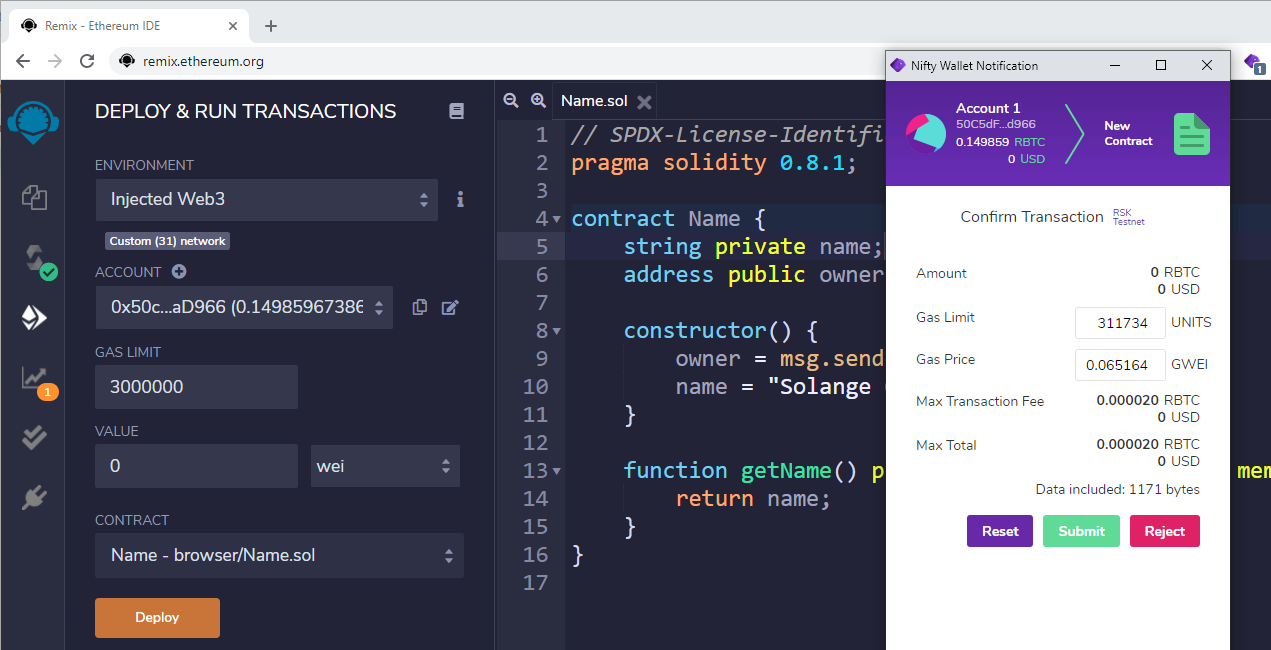 Remix - Ethereum IDE
remix.ethereum.org
DEPLOY & RUN TRANSACTIONS
ENVIRONMENT
Injected Web3
Custom (31) network
ACCOUNT
0x50c...aD966 (0.14985967386
GAS LIMIT
3000000
VALUE
0
wei
CONTRACT
Name - browser/Name.sol
Deploy
1
Name.sol
1 // SPDX-License-Identifi
2 pragma solidity 0.8.1;
3
4 contract Name {
5 string private name;
6 address public owner
7
8 constructor() {
9 owner = msg.send
10 name = "Solange
11 }
12
13 function getName() p mem
14 return name;
15 }
16 }
17
Nifty Wallet Notification
1
Account 1
50C5dF...d966
0.149859 RBTC
0 USD
New
Contract
Confirm Transaction RSK
Testnet
Amount 0 RBTC
0 USD
Gas Limit 311734 UNITS
Gas Price 0.065164 GWEI
Max Transaction Fee 0.000020 RBTC
0 USD
Max Total 0.000020 RBTC
0 USD
Data included: 1171 bytes
Reset Submit Reject